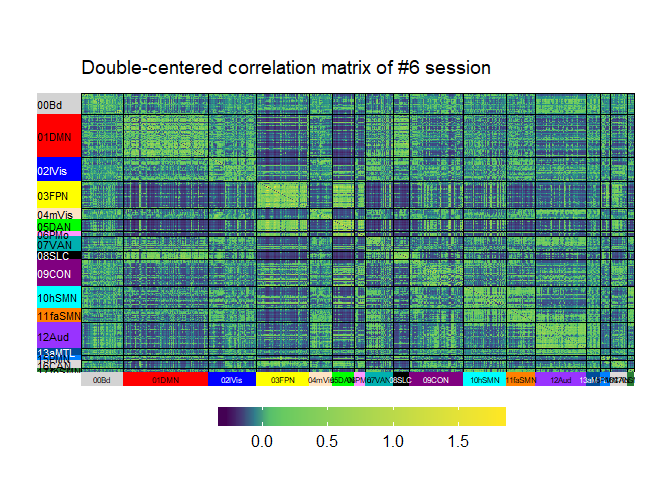 Double-centered correlation matrix of #6 session
00Bd
01DMN
02lVis
03FPN
04mVis
05DAN
06PMo
07VAN
08SLC
09CON
10hSMN
11faSMN
12Aud
13aMTL
00Bd 01DMN 02lVis 03FPN 04mVis 05DAN 07VAN 08SLC 09CON 10hSMN 11faSMN 12Aud
0.0 0.5 1.0 1.5